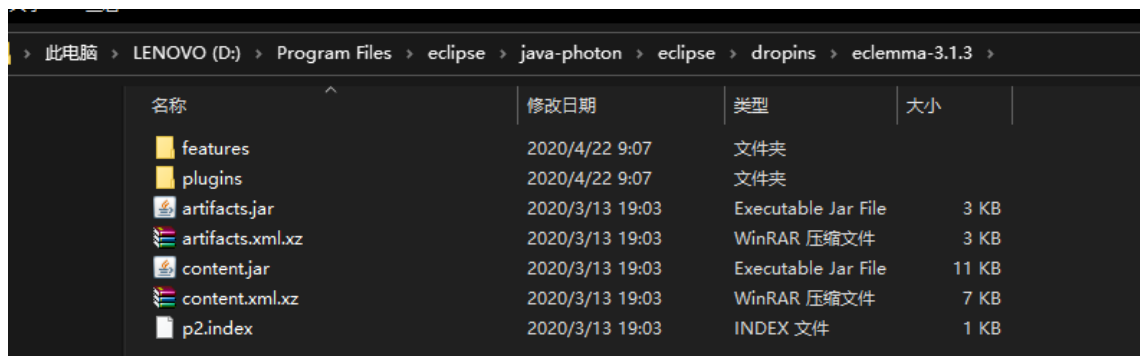 此电脑 > LENOVO (D:) > Program Files > eclipse > java-photon > eclipse > dropins > eclemma-3.1.3 >
名称 修改日期 类型 大小
features 2020/4/22 9:07 文件夹
plugins 2020/4/22 9:07 文件夹
artifacts.jar 2020/3/13 19:03 Executable Jar File 3 KB
artifacts.xml.xz 2020/3/13 19:03 WinRAR 压缩文件 3 KB
content.jar 2020/3/13 19:03 Executable Jar File 11 KB
content.xml.xz 2020/3/13 19:03 WinRAR 压缩文件 7 KB
p2.index 2020/3/13 19:03 INDEX 文件 1 KB